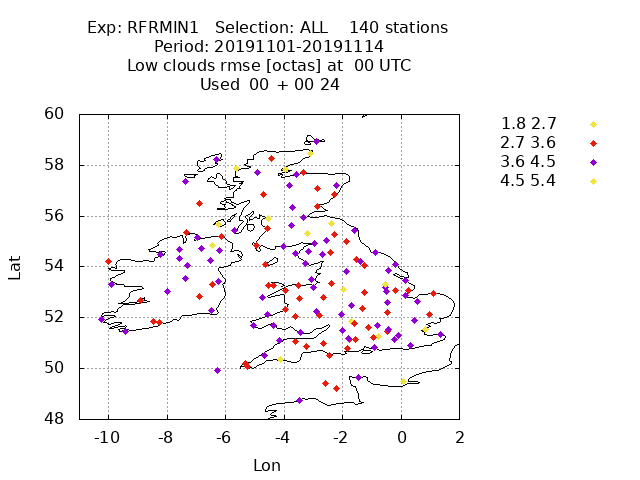 Exp: RFRMIN1 Selection: ALL 140 stations
Period: 20191101-20191114
Low clouds rmse [octas] at 00 UTC
Used 00 + 00 24
1.8 2.7
2.7 3.6
3.6 4.5
4.5 5.4
60
58
56
54
52
50
48
Lat
-10 -8 -6 -4 -2 0 2
Lon